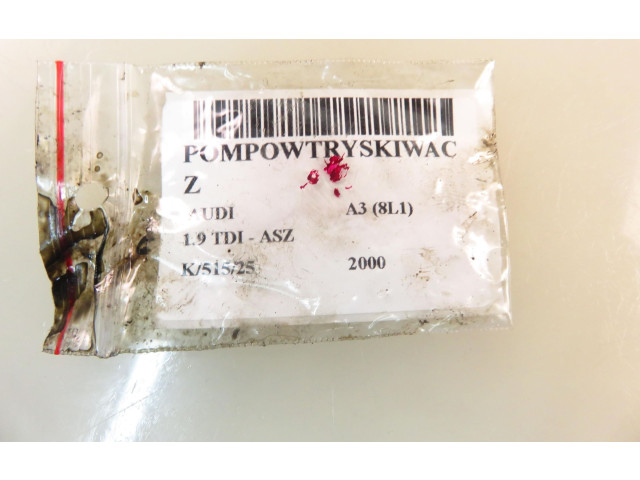 POMPOWTRYSKIWAC
Z
AUDI A3 (8L1)
1.9 TDI - ASZ
K/515/25 2000